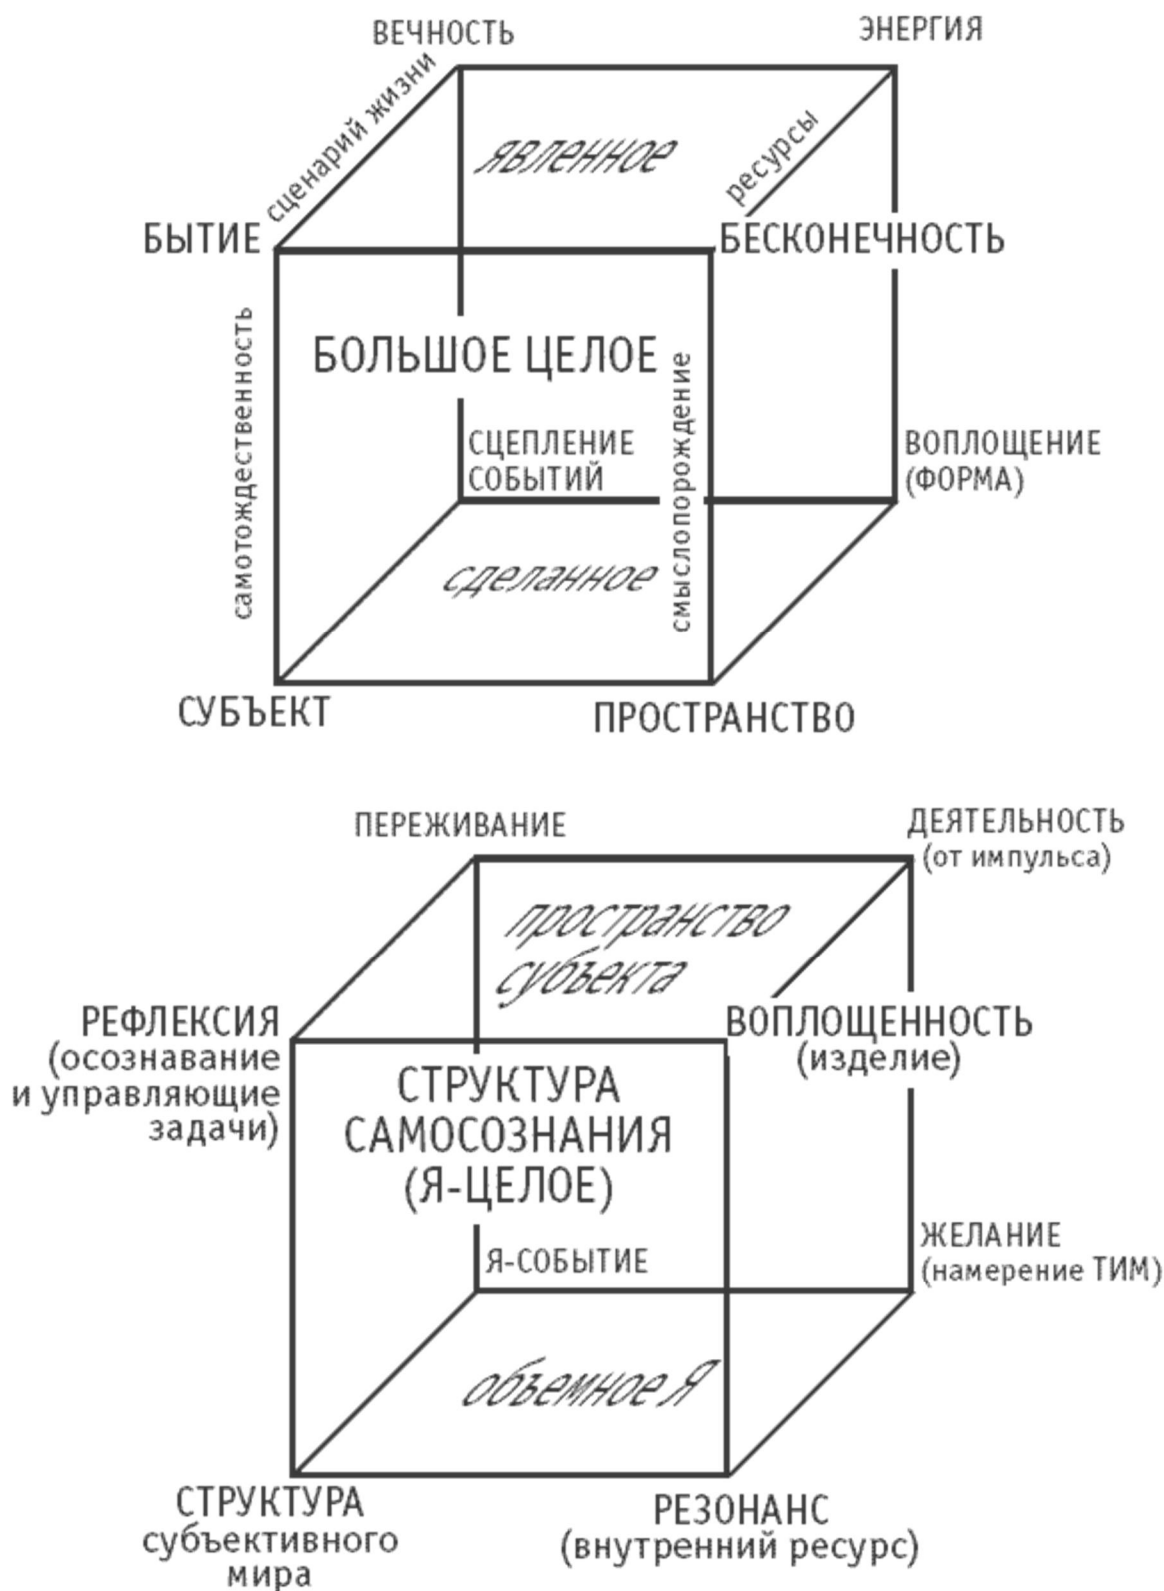 ВЕЧНОСТЬ
ЭНЕРГИЯ
сценарий жизни
явленное
ресурсы
БЫТИЕ
БЕСКОНЕЧНОСТЬ
самотождественность
БОЛЬШОЕ ЦЕЛОЕ
смыслопорождение
СЦЕПЛЕНИЕ
СОБЫТИЙ
ВОПЛОЩЕНИЕ
(ФОРМА)
сделанное
СУБЪЕКТ
ПРОСТРАНСТВО
ПЕРЕЖИВАНИЕ
ДЕЯТЕЛЬНОСТЬ
(от импульса)
пространство
субъекта
РЕФЛЕКСИЯ
(осознавание
и управляющие
задачи)
ВОПЛОЩЕННОСТЬ
(изделие)
СТРУКТУРА
САМОСОЗНАНИЯ
(Я-ЦЕЛОЕ)
Я-СОБЫТИЕ
ЖЕЛАНИЕ
(намерение ТИМ)
объемное Я
СТРУКТУРА
субъективного
мира
РЕЗОНАНС
(внутренний ресурс)